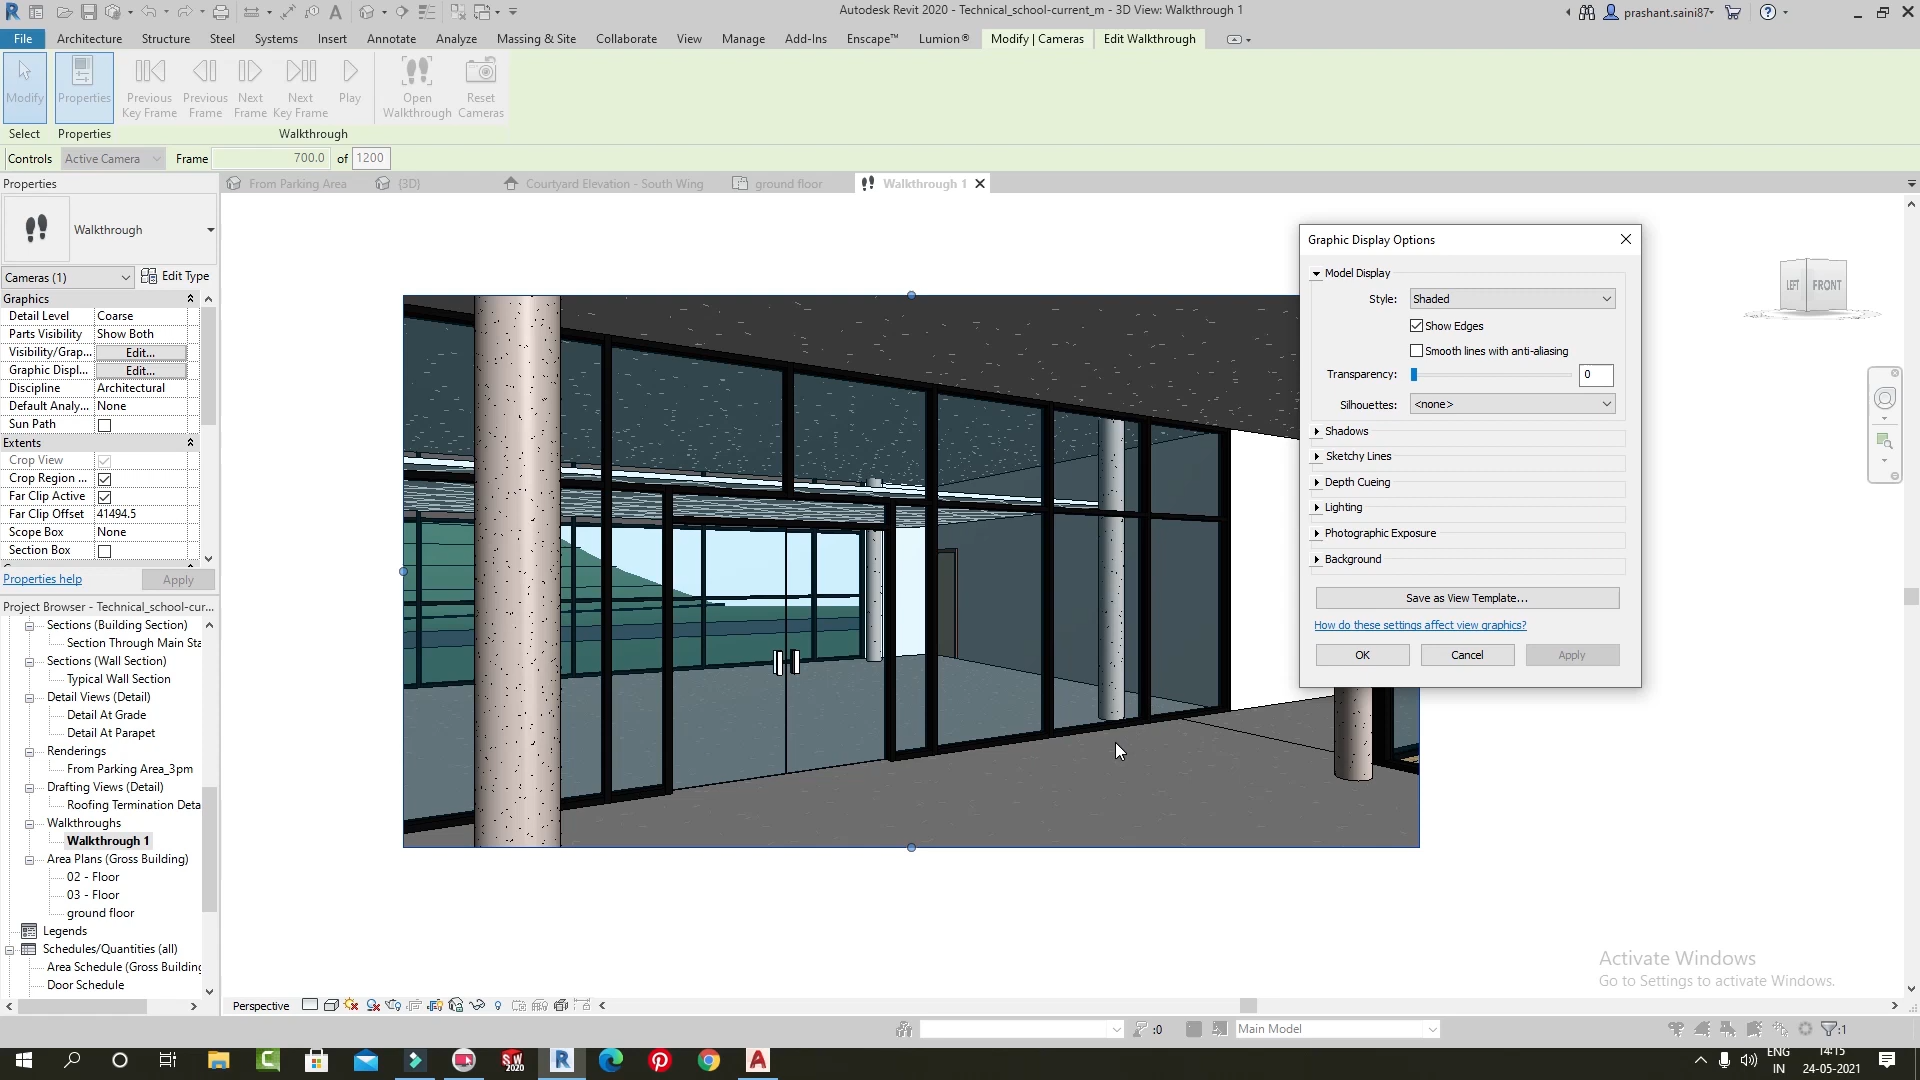 Autodesk Revit 2020 - Technical_school-current_m - 3D View: Walkthrough 1
prashant.saini87
File Architecture Structure Steel Systems Insert Annotate Analyze Massing & Site Collaborate View Manage Add-Ins Enscape™ Lumion® Modify | Cameras Edit Walkthrough
Modify Properties Previous Key Frame Previous Frame Next Frame Next Key Frame Play Open Walkthrough Reset Cameras
Select Properties Walkthrough
Controls Active Camera Frame 700.0 of 1200
Properties
From Parking Area {3D} Courtyard Elevation - South Wing ground floor Walkthrough 1
Walkthrough
Cameras (1) Edit Type
Graphics
Detail Level Coarse
Parts Visibility Show Both
Visibility/Grap... Edit...
Graphic Displ... Edit...
Discipline Architectural
Default Analy... None
Sun Path
Extents
Crop View
Crop Region ...
Far Clip Active
Far Clip Offset 41494.5
Scope Box None
Section Box
Properties help Apply
Project Browser - Technical_school-cur...
Sections (Building Section)
Section Through Main Sta
Sections (Wall Section)
Typical Wall Section
Detail Views (Detail)
Detail At Grade
Detail At Parapet
Renderings
From Parking Area_3pm
Drafting Views (Detail)
Roofing Termination Deta
Walkthroughs
Walkthrough 1
Area Plans (Gross Building)
02 - Floor
03 - Floor
ground floor
Legends
Schedules/Quantities (all)
Area Schedule (Gross Building
Door Schedule
Graphic Display Options
Model Display
Style: Shaded
Show Edges
Smooth lines with anti-aliasing
Transparency: 0
Silhouettes: <none>
Shadows
Sketchy Lines
Depth Cueing
Lighting
Photographic Exposure
Background
Save as View Template...
How do these settings affect view graphics?
OK Cancel Apply
LEFT FRONT
Activate Windows
Go to Settings to activate Windows.
Perspective
:0 Main Model :1
SW 2020
ENG
IN
14:15
24-05-2021